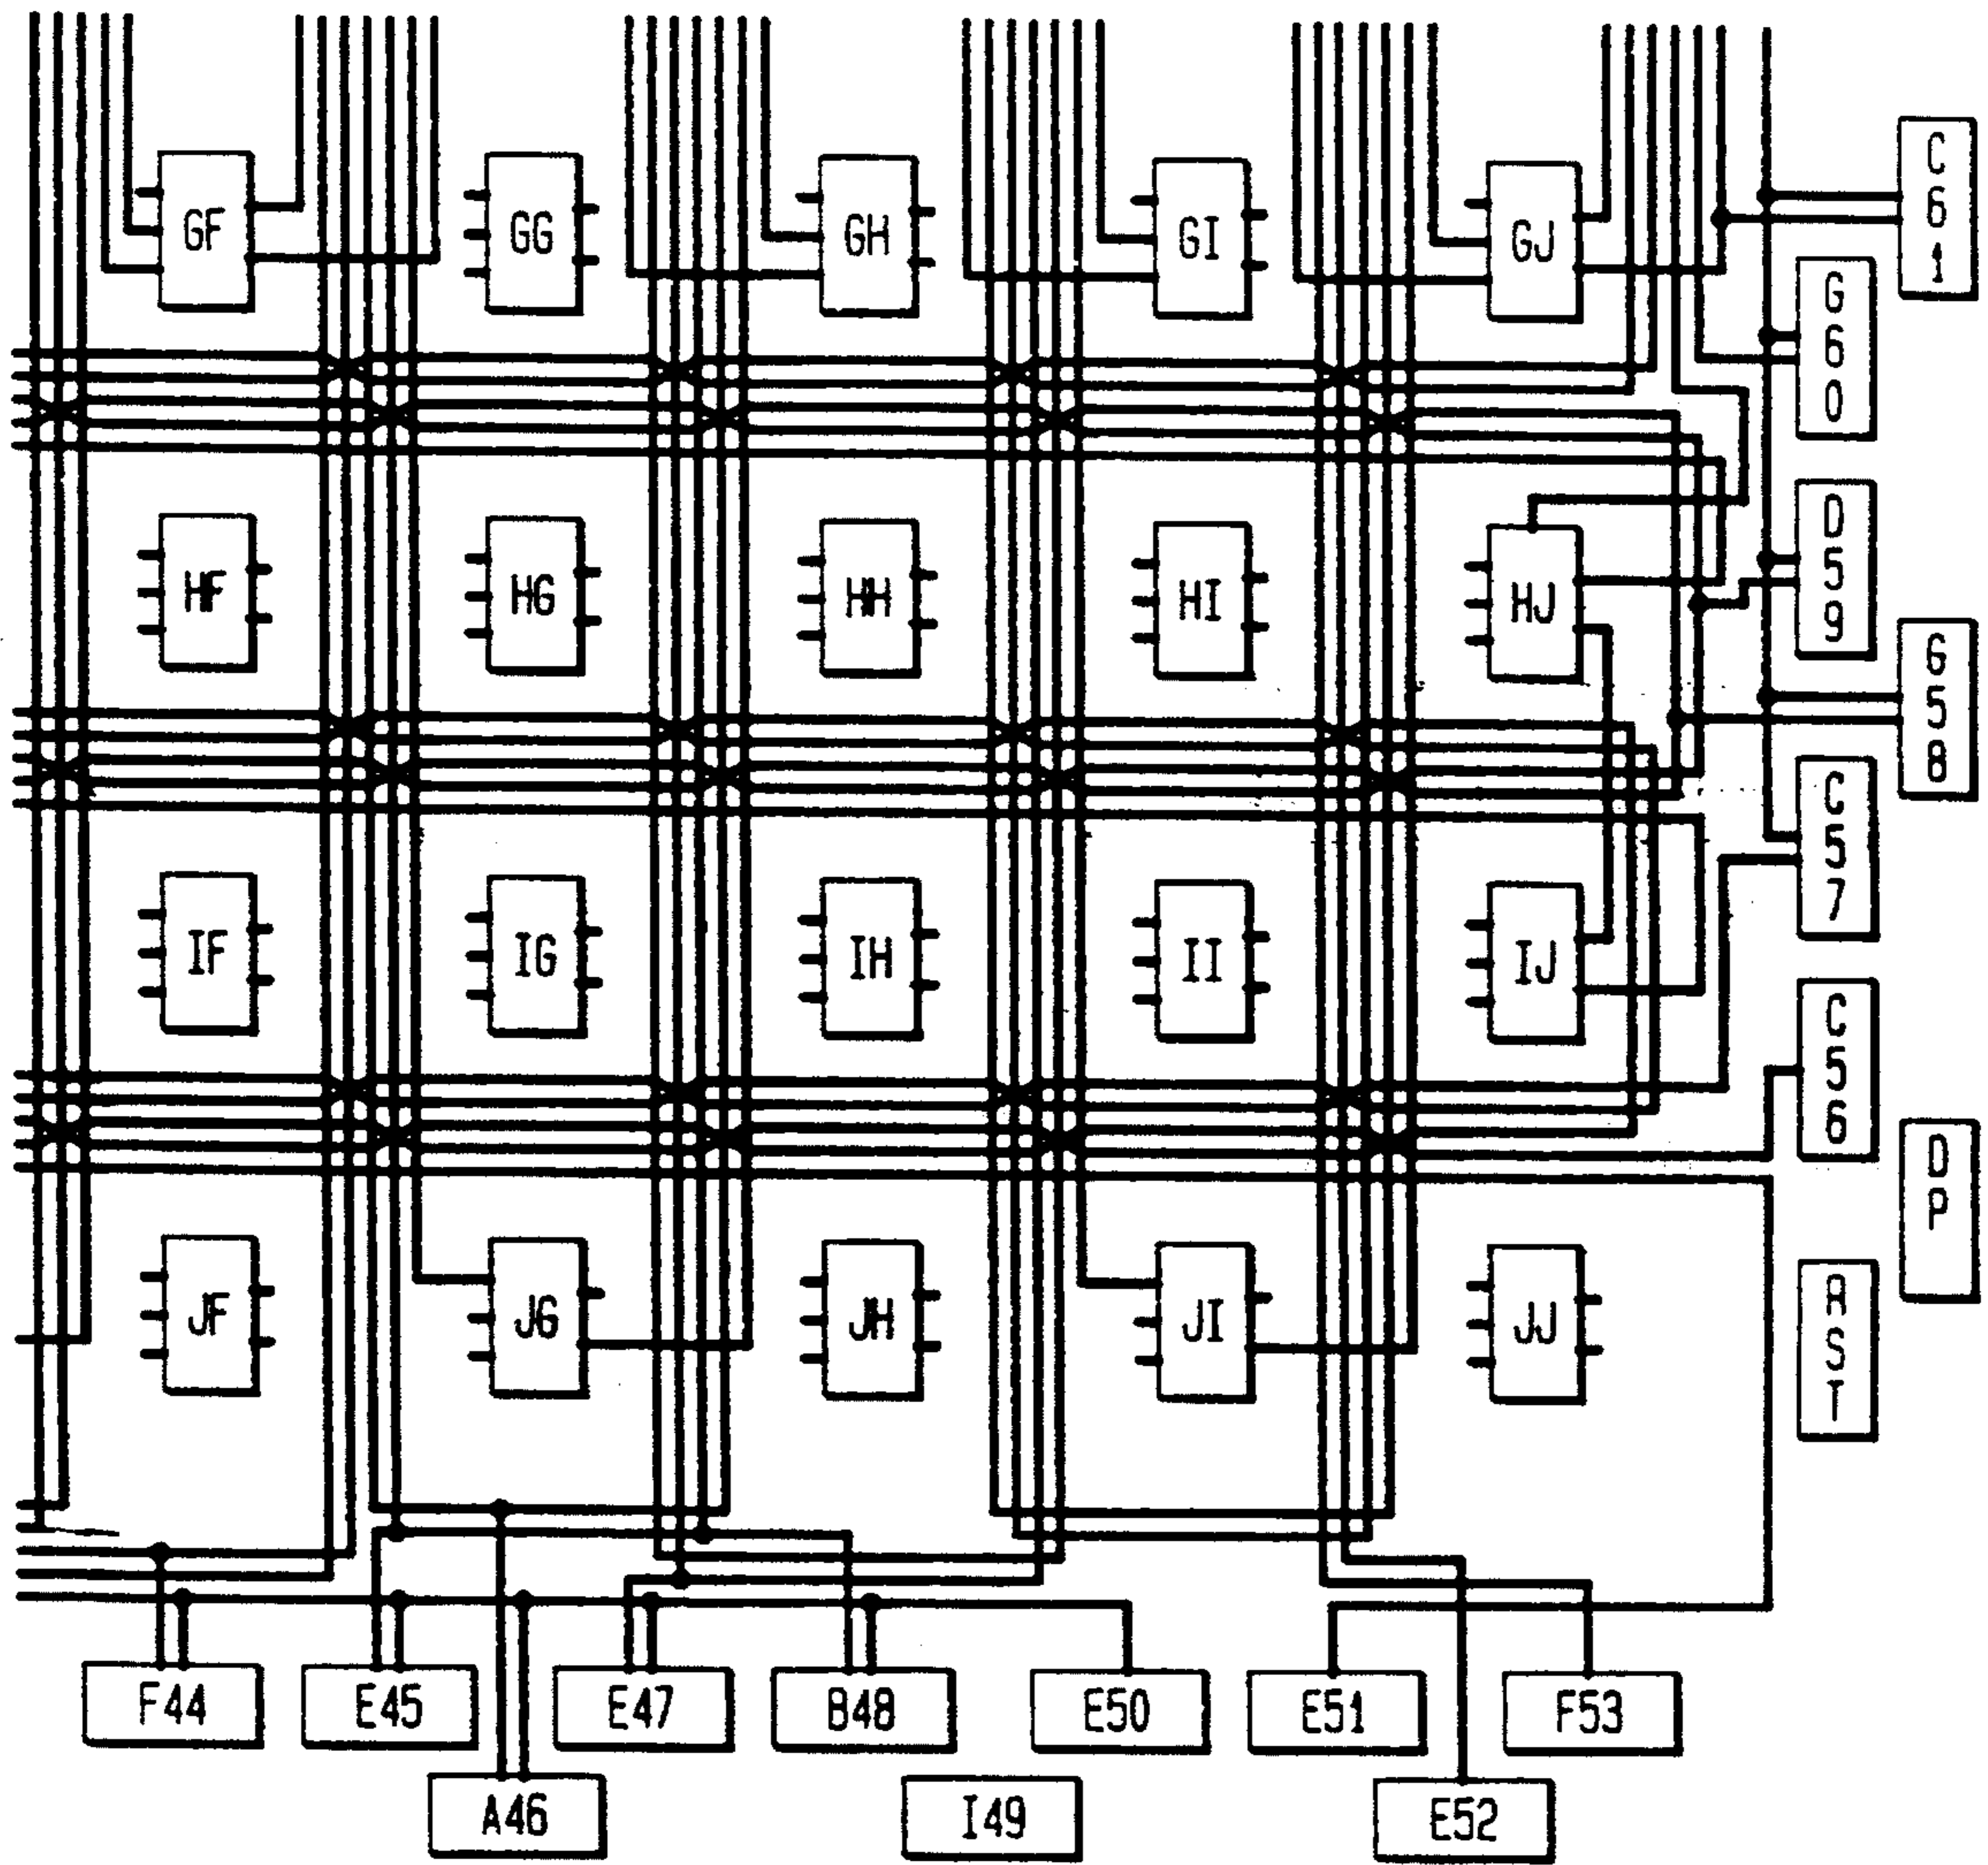 GF GG GH GI GJ
C61
G60
HF HG HH HI HJ
D59
658
C57
IF IG IH II IJ
C56
DP
JF JG JH JI JJ
RST
F44 E45 E47 B48 E50 E51 F53
A46 I49 E52